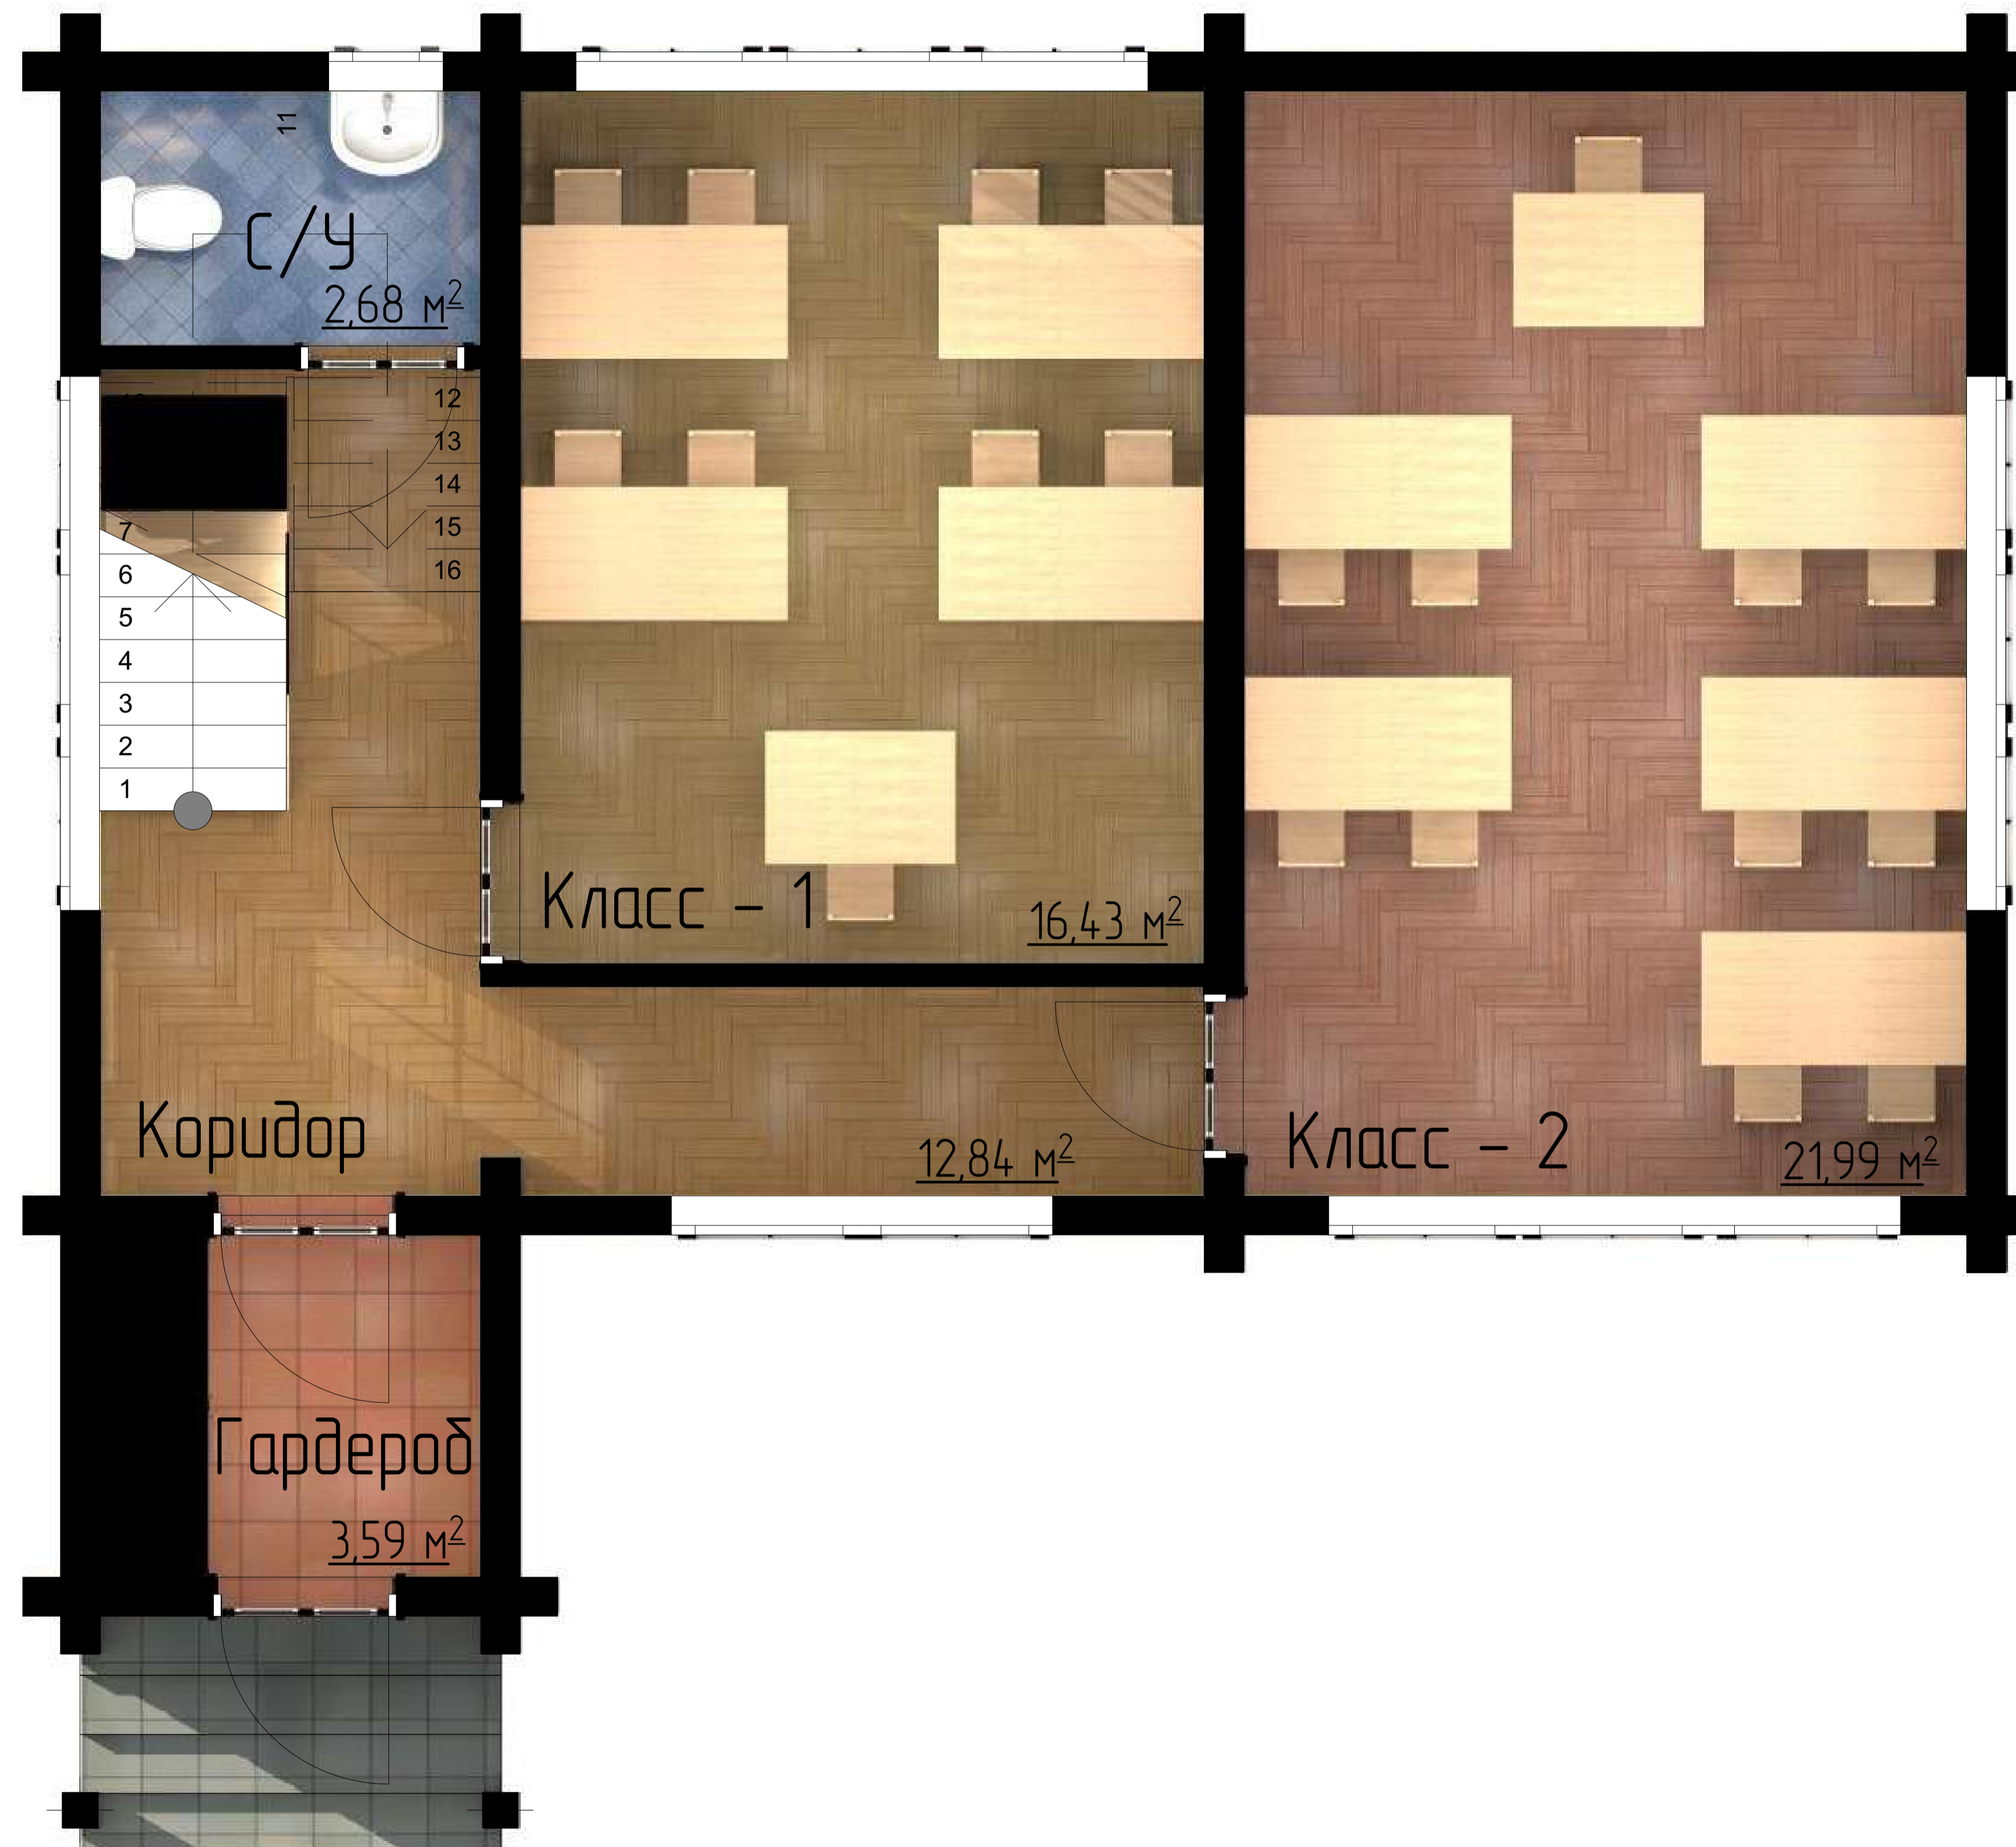 11
С/У
2,68 м²
12
13
14
15
16
7
6
5
4
3
2
1
Класс - 1
16,43 м²
Коридор
12,84 м²
Класс - 2
21,99 м²
Гардероб
3,59 м²